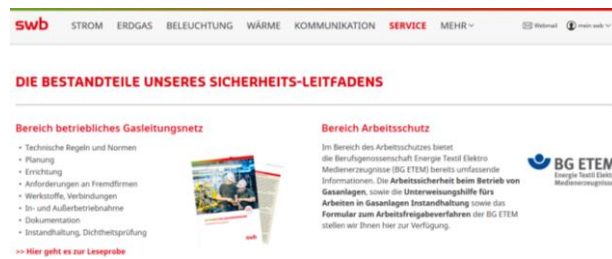 swb STROM ERDGAS BELEUCHTUNG WÄRME KOMMUNIKATION SERVICE MEHR Webmail mein swb
DIE BESTANDTEILE UNSERES SICHERHEITS-LEITFADENS
Bereich betriebliches Gasleitungsnetz
• Technische Regeln und Normen
• Planung
• Errichtung
• Anforderungen an Fremdfirmen
• Werkstoffe, Verbindungen
• In- und Außerbetriebnahme
• Dokumentation
• Instandhaltung, Dichtheitsprüfung
>> Hier geht es zur Leseprobe
swb
Bereich Arbeitsschutz
Im Bereich des Arbeitsschutzes bietet
die Berufsgenossenschaft Energie Textil Elektro
Medienerzeugnisse (BG ETEM) bereits umfassende
Informationen. Die Arbeitssicherheit beim Betrieb von
Gasanlagen, sowie die Unterweisungshilfe fürs
Arbeiten in Gasanlagen Instandhaltung sowie das
Formular zum Arbeitsfreigabeverfahren der BG ETEM
stellen wir Ihnen hier zur Verfügung.
BG ETEM
Energie Textil Elektro
Medienerzeugnisse